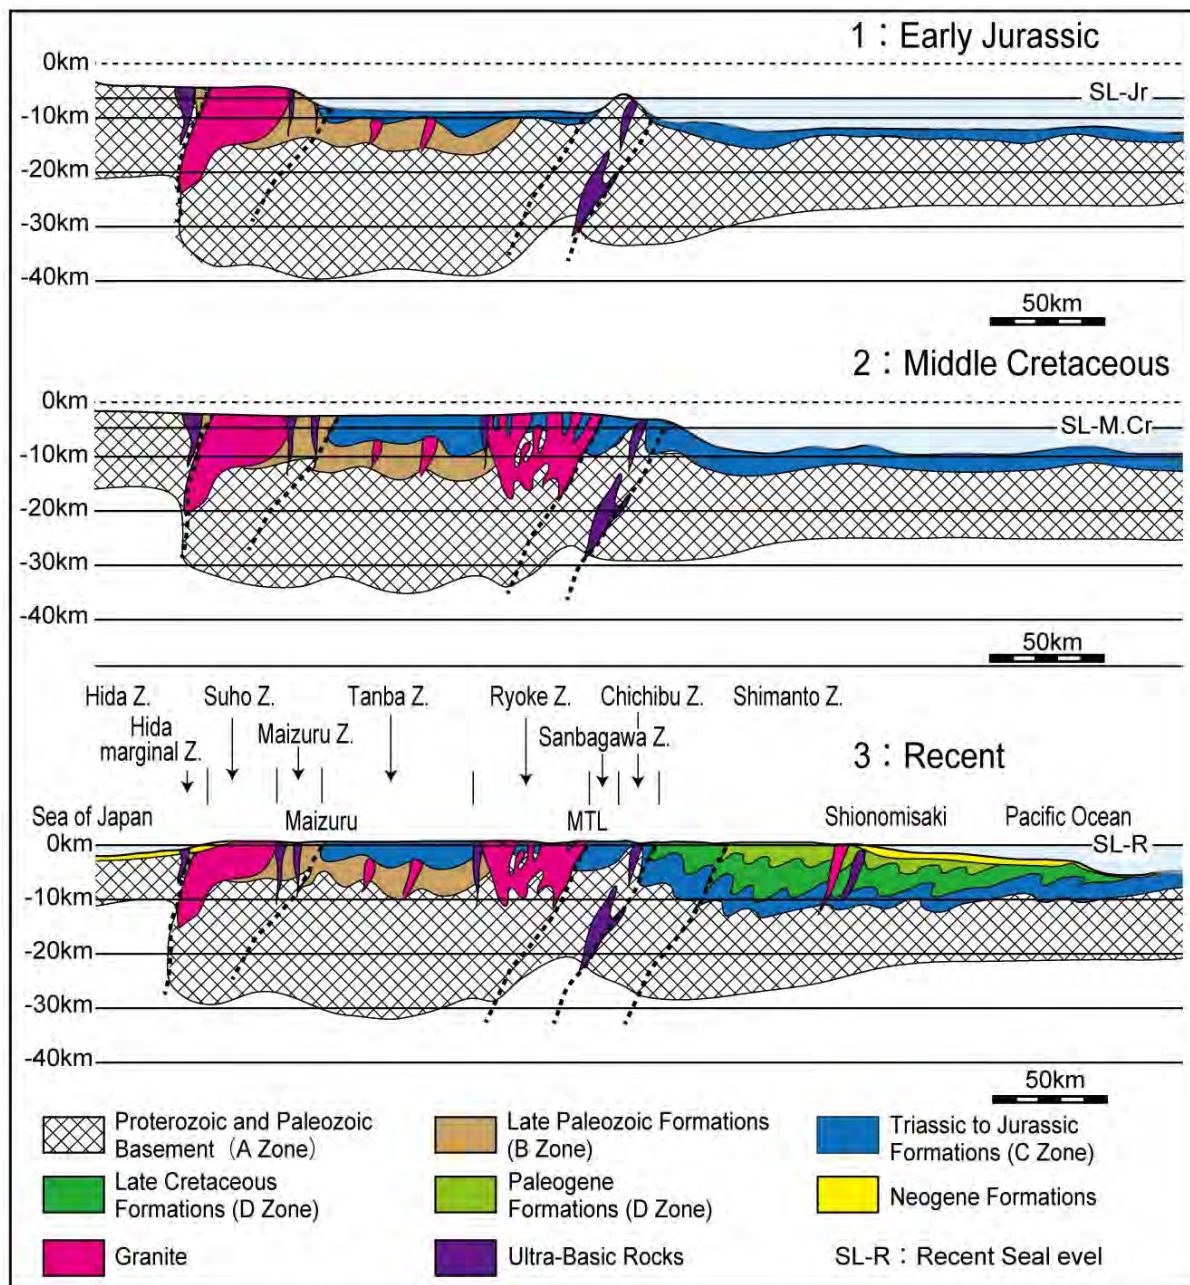 1 : Early Jurassic
0km
SL-Jr
-10km
-20km
-30km
-40km
50km
2 : Middle Cretaceous
0km
SL-M.Cr
-10km
-20km
-30km
-40km
50km
Hida Z.
Suho Z.
Tanba Z.
Ryoke Z.
Chichibu Z.
Shimanto Z.
Hida
marginal Z.
Maizuru Z.
Sanbagawa Z.
3 : Recent
Sea of Japan
Maizuru
MTL
Shionomisaki
Pacific Ocean
0km
SL-R
-10km
-20km
-30km
-40km
50km
Proterozoic and Paleozoic
Basement (A Zone)
Late Paleozoic Formations
(B Zone)
Triassic to Jurassic
Formations (C Zone)
Late Cretaceous
Formations (D Zone)
Paleogene
Formations (D Zone)
Neogene Formations
Granite
Ultra-Basic Rocks
SL-R : Recent Seal evel